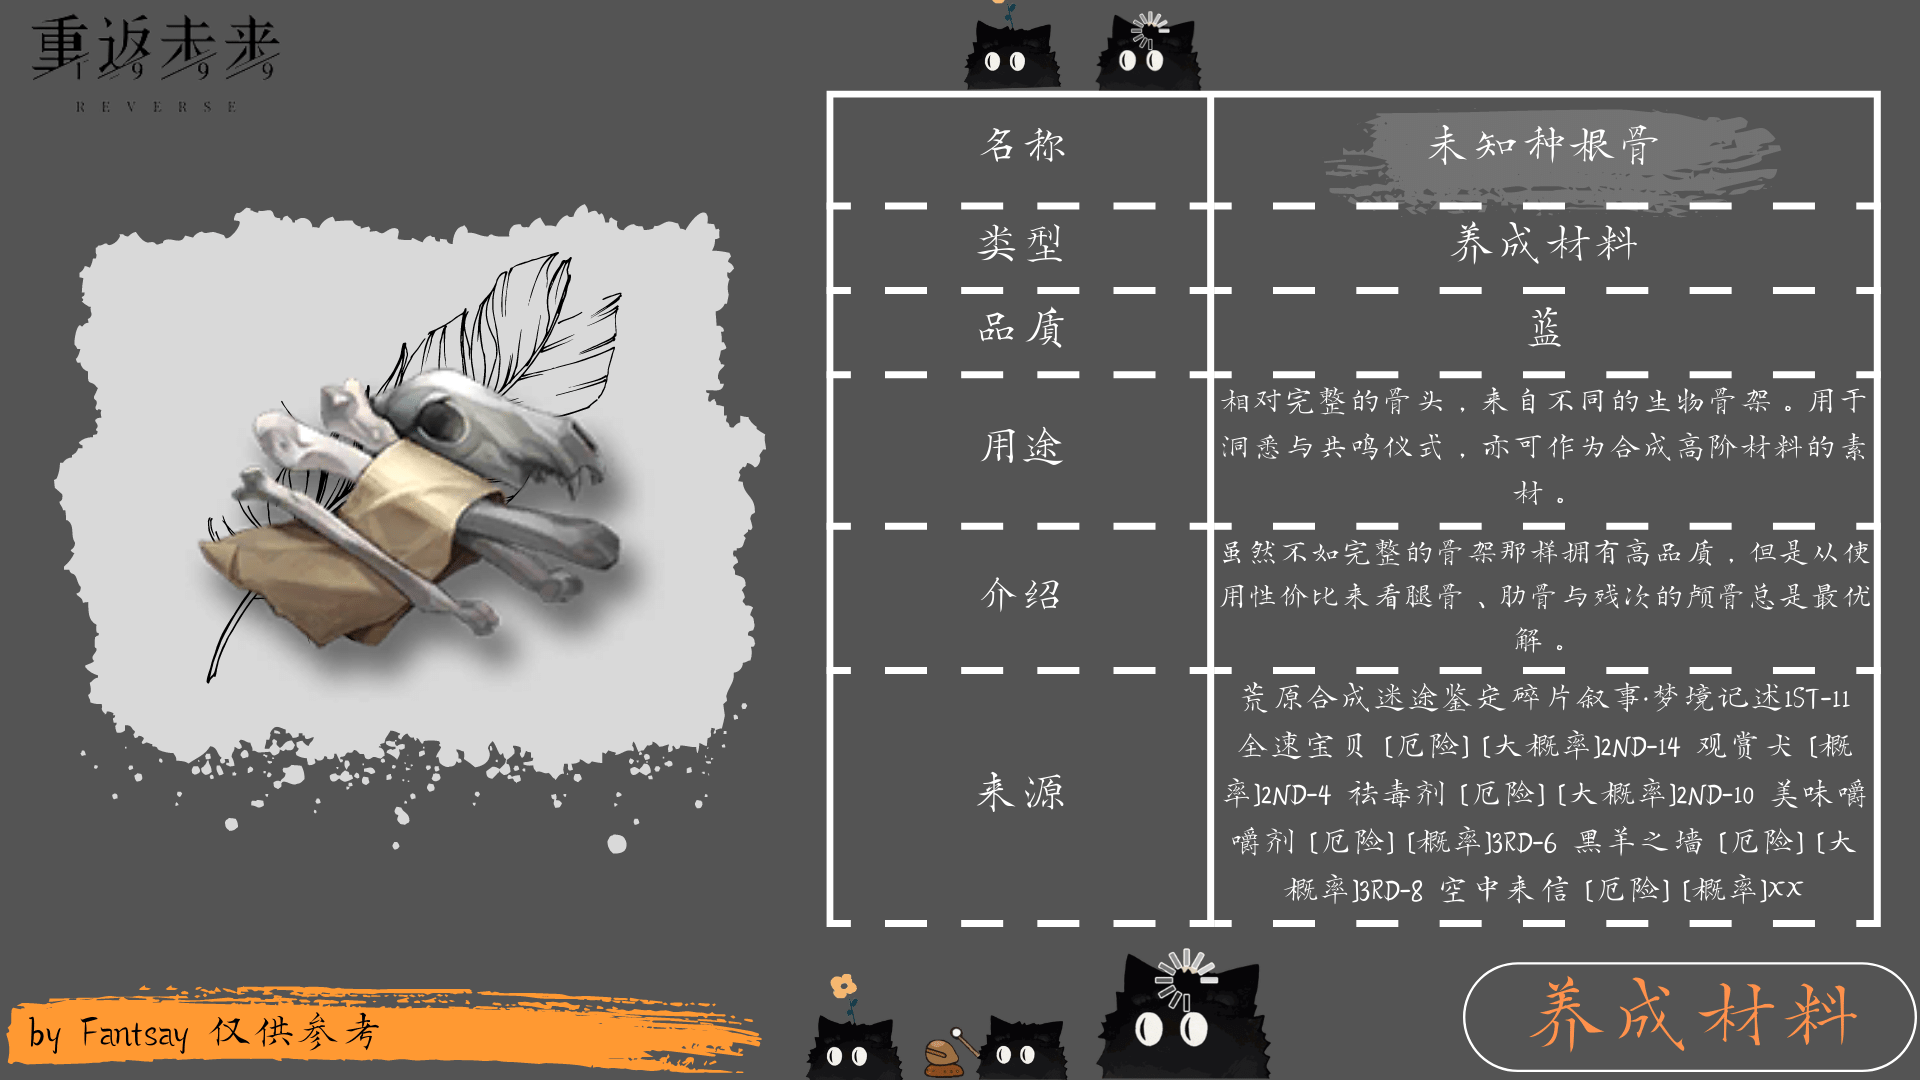 重返未来
1999
REVERSE
名称
未知种根骨
类型
养成材料
品质
蓝
用途
相对完整的骨头，来自不同的生物骨架。用于
洞悉与共鸣仪式，亦可作为合成高阶材料的素
材。
介绍
虽然不如完整的骨架那样拥有高品质，但是从使
用性价比来看腿骨、肋骨与残次的颅骨总是最优
解。
来源
荒原合成迷途鉴定碎片叙事·梦境记述1ST-11
全速宝贝 [厄险] [大概率]2ND-14 观赏犬 [概
率]2ND-4 祛毒剂 [厄险] [大概率]2ND-10 美味嚼
嚼剂 [厄险] [概率]3RD-6 黑羊之墙 [厄险] [大
概率]3RD-8 空中来信 [厄险] [概率]XX
by Fantsay 仅供参考
养成材料